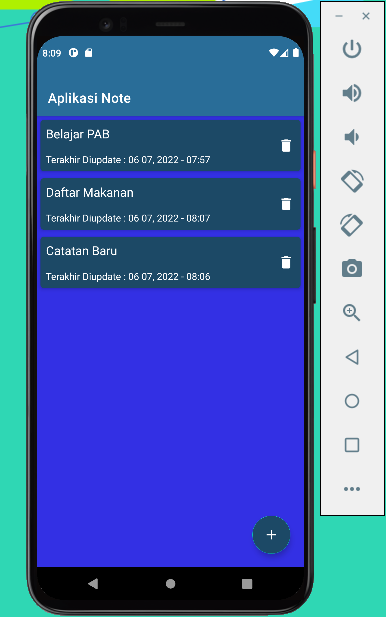 8:09
Aplikasi Note
Belajar PAB
Terakhir Diupdate : 06 07, 2022 - 07:57
Daftar Makanan
Terakhir Diupdate : 06 07, 2022 - 08:07
Catatan Baru
Terakhir Diupdate : 06 07, 2022 - 08:06